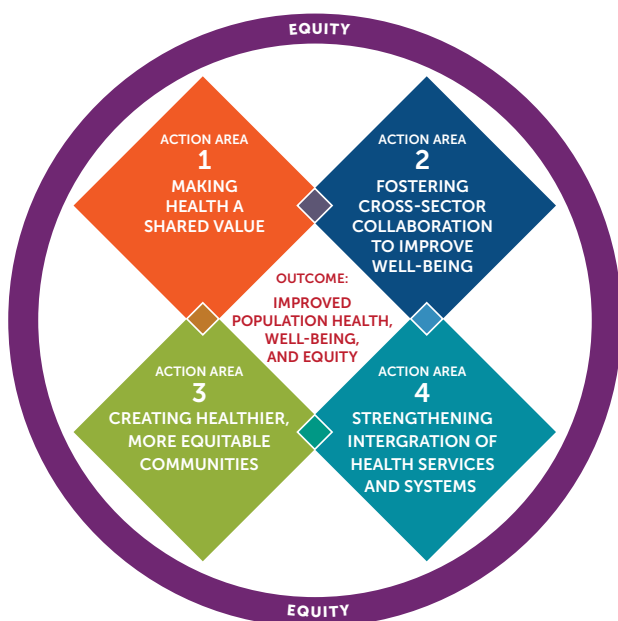 EQUITY
ACTION AREA
1
MAKING
HEALTH A
SHARED VALUE
ACTION AREA
2
FOSTERING
CROSS-SECTOR
COLLABORATION
TO IMPROVE
WELL-BEING
OUTCOME:
IMPROVED
POPULATION HEALTH,
WELL-BEING,
AND EQUITY
ACTION AREA
3
CREATING HEALTHIER,
MORE EQUITABLE
COMMUNITIES
ACTION AREA
4
STRENGTHENING
INTERGRATION OF
HEALTH SERVICES
AND SYSTEMS
EQUITY